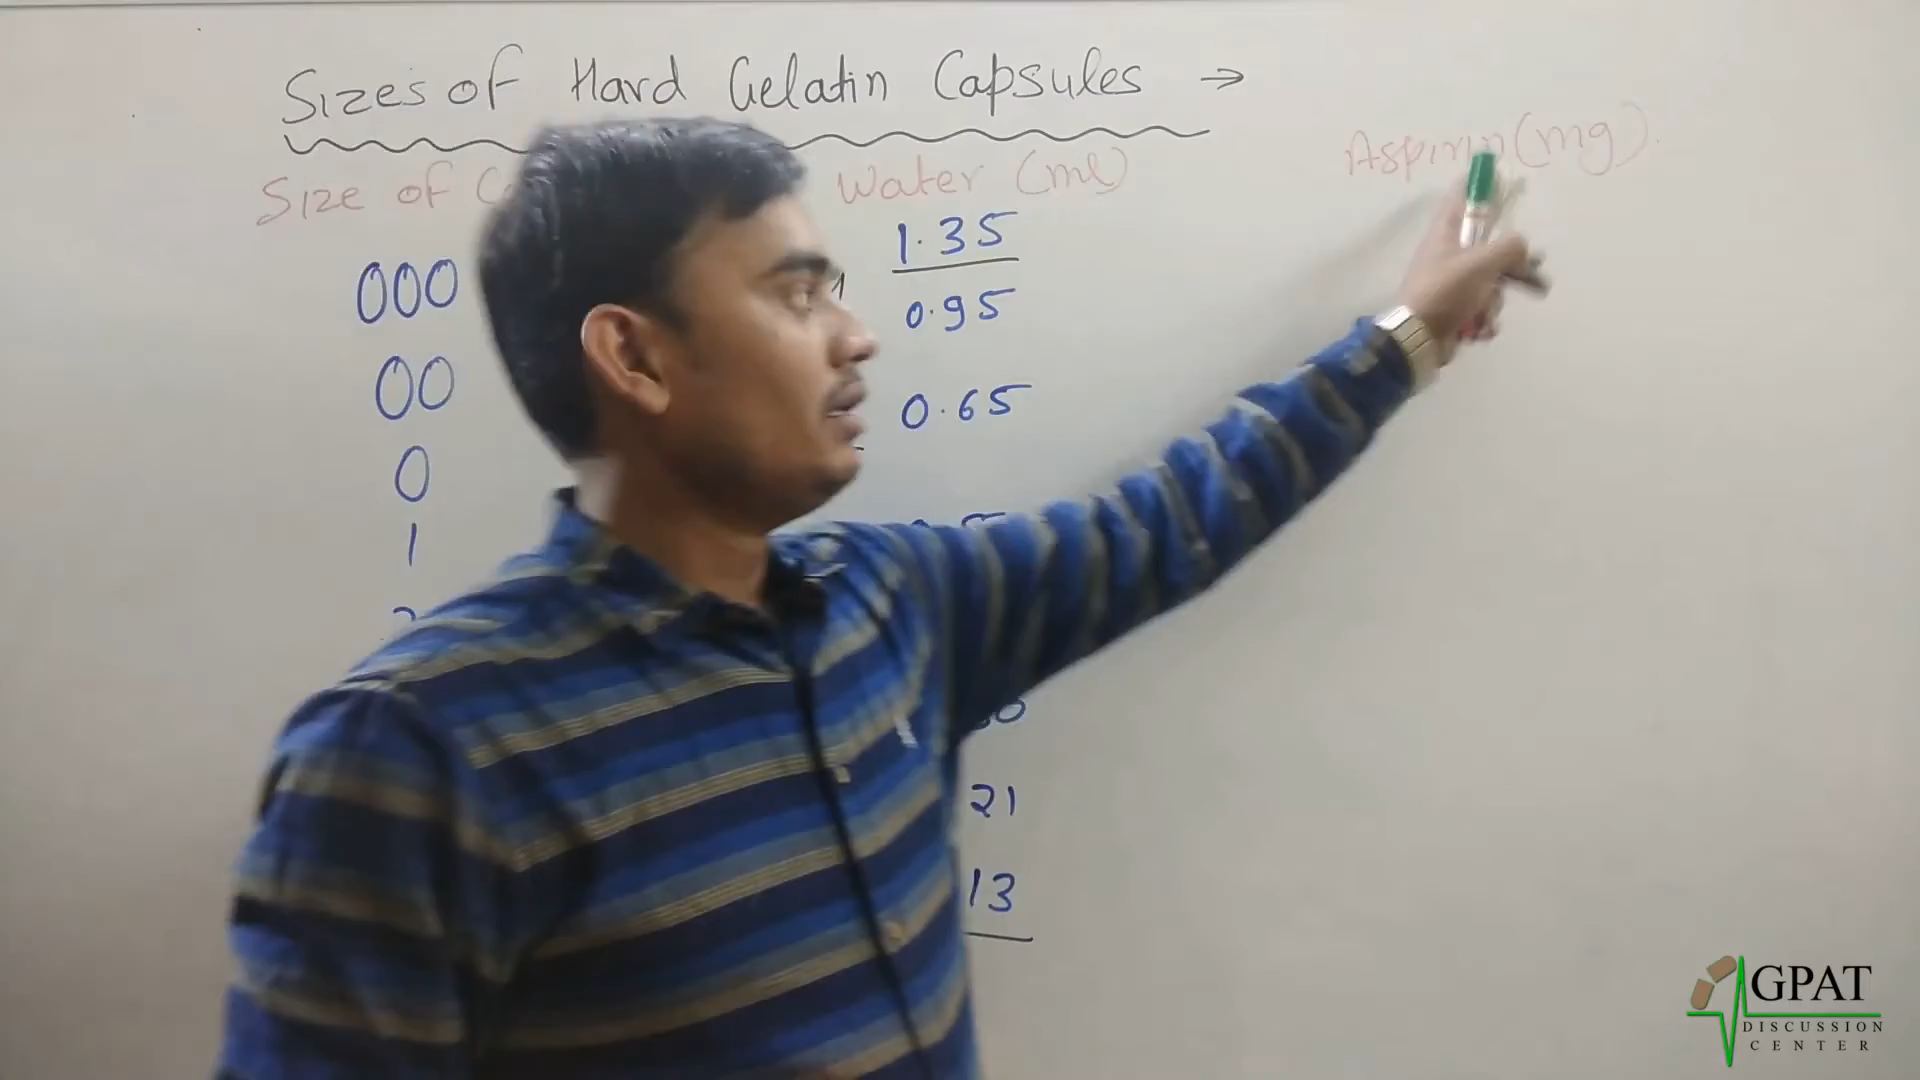 Sizes of Hard Gelatin Capsules →
Size of Water (ml) Aspirin (mg).
000 1.35
0.95
00 0.65
0
1
21
13
GPAT
DISCUSSION
CENTER